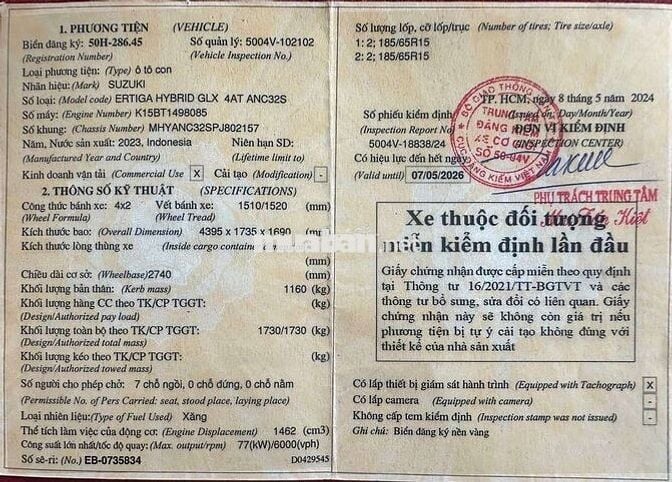 1. PHƯƠNG TIỆN (VEHICLE)
Biển đăng ký: 50H-286.45 Số quản lý: 5004V-102102
(Registration Number) (Vehicle Inspection No.)
Loại phương tiện: (Type) ô tô con
Nhãn hiệu: (Mark) SUZUKI
Số loại: (Model code) ERTIGA HYBRID GLX 4AT ANC32S
Số máy: (Engine Number) K15BT1498085
Số khung: (Chassis Number) MHYANC32SPJ802157
Năm, Nước sản xuất: 2023, Indonesia Niên hạn SD:
(Manufactured Year and Country) (Lifetime limit to)
Kinh doanh vận tải (Commercial Use) X Cải tạo (Modification) -
2. THÔNG SỐ KỸ THUẬT (SPECIFICATIONS)
Công thức bánh xe: 4x2 Vết bánh xe: 1510/1520 (mm)
(Wheel Formula) (Wheel Tread)
Kích thước bao: (Overall Dimension) 4395 x 1735 x 1690 (mm)
Kích thước lòng thùng xe (Inside cargo container
(mm)
Chiều dài cơ sở: (Wheelbase) 2740 (mm)
Khối lượng bản thân: (Kerb mass) 1160 (kg)
Khối lượng hàng CC theo TK/CP TGGT: (kg)
(Design/Authorized pay load)
Khối lượng toàn bộ theo TK/CP TGGT: 1730/1730 (kg)
(Design/Authorized total mass)
Khối lượng kéo theo TK/CP TGGT: (kg)
(Design/Authorized towed mass)
Số người cho phép chở: 7 chỗ ngồi, 0 chỗ đứng, 0 chỗ nằm
(Permissible No. of Pers Carried: seat, stood place, laying place)
Loại nhiên liệu: (Type of Fuel Used) Xăng
Thể tích làm việc của động cơ: (Engine Displacement) 1462 (cm3)
Công suất lớn nhất/tốc độ quay: (Max. output/rpm) 77(kW)/6000(vph)
Số sê-ri: (No.) EB-0735834 D0429545
Số lượng lốp, cỡ lốp/trục (Number of tires; Tire size/axle)
1: 2; 185/65R15
2: 2; 185/65R15
TP. HCM, ngày 8 tháng 5 năm 2024
(Issued on, Day/Month/Year)
Số phiếu kiểm định ĐƠN VỊ KIỂM ĐỊNH
(Inspection Report No) (INSPECTION CENTER)
5004V-18838/24
Có hiệu lực đến hết ngày
(Valid until) 07/05/2026
BỘ GIAO THÔNG
TRUNG TÂM
ĐĂNG KIỂM
XE CƠ GIỚI
SỐ 50-04V
CỤC ĐĂNG KIỂM VIỆT NAM
PHỤ TRÁCH TRUNG TÂM
Kiệt
Xe thuộc đối tượng
miễn kiểm định lần đầu
Giấy chứng nhận được cấp miễn theo quy định
tại Thông tư 16/2021/TT-BGTVT và các
thông tư bổ sung, sửa đổi có liên quan. Giấy
chứng nhận này sẽ không còn giá trị nếu
phương tiện bị tự ý cải tạo không đúng với
thiết kế của nhà sản xuất
Có lắp thiết bị giám sát hành trình (Equipped with Tachograph) x
Có lắp camera (Equipped with camera) -
Không cấp tem kiểm định (Inspection stamp was not issued) -
Ghi chú: Biển đăng ký nền vàng